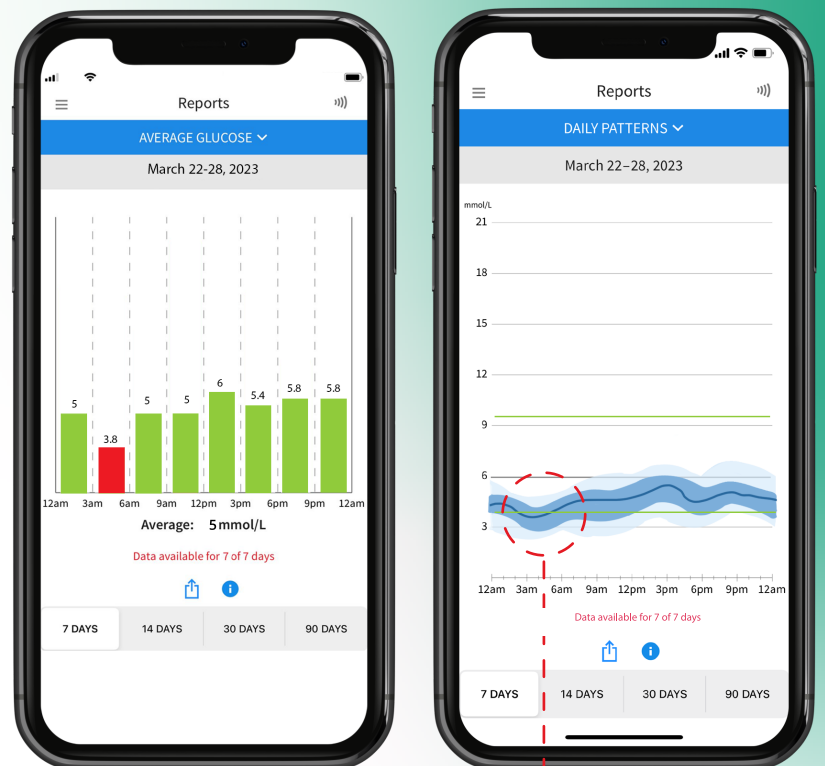 Reports
AVERAGE GLUCOSE
March 22-28, 2023
6
5.4
5.8
5.8
5
5
5
3.8
12am 3am 6am 9am 12pm 3pm 6pm 9pm 12am
Average: 5 mmol/L
Data available for 7 of 7 days
7 DAYS 14 DAYS 30 DAYS 90 DAYS
Reports
DAILY PATTERNS
March 22–28, 2023
mmol/L
21
18
15
12
9
6
3
12am 3am 6am 9am 12pm 3pm 6pm 9pm 12am
Data available for 7 of 7 days
7 DAYS 14 DAYS 30 DAYS 90 DAYS